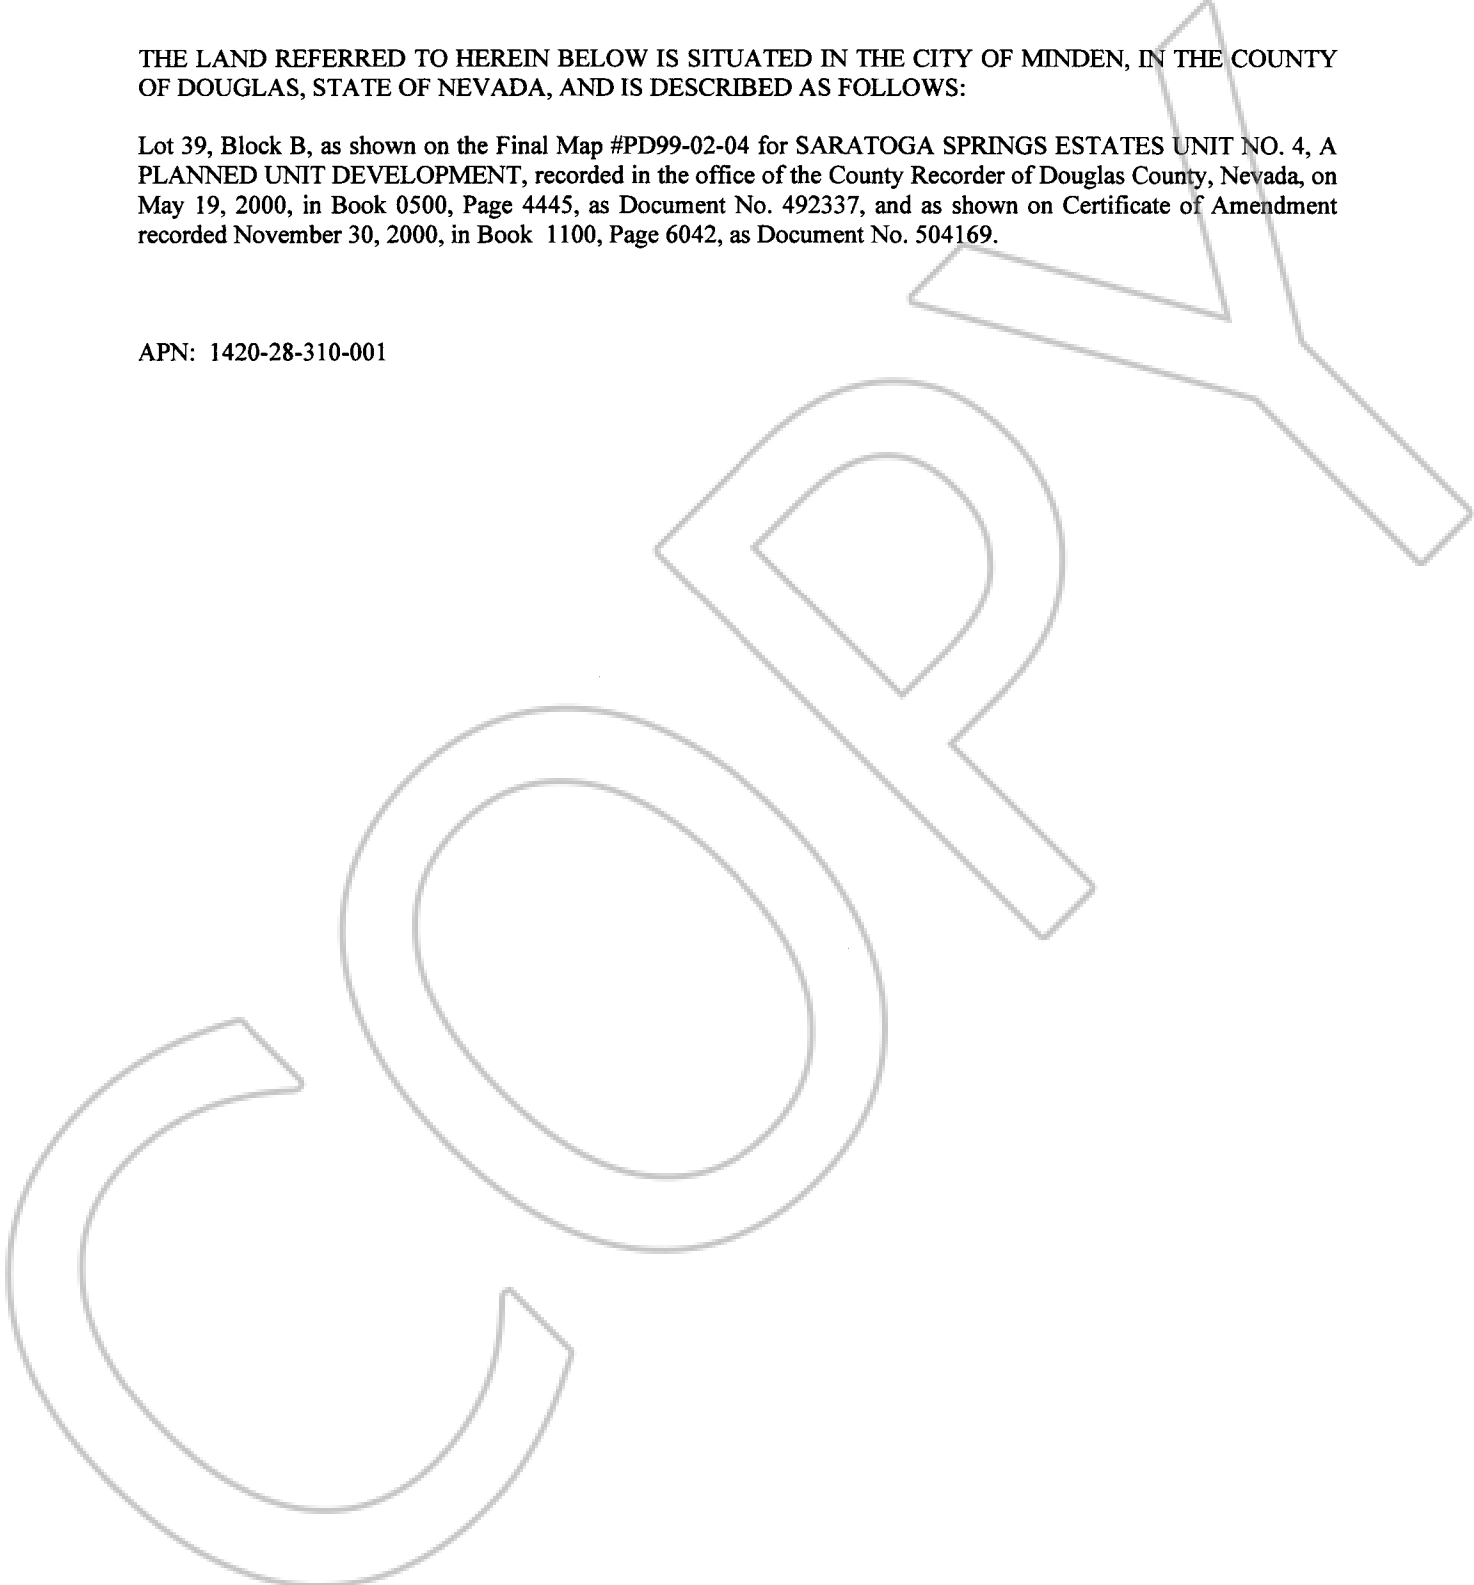 THE LAND REFERRED TO HEREIN BELOW IS SITUATED IN THE CITY OF MINDEN, IN THE COUNTY
OF DOUGLAS, STATE OF NEVADA, AND IS DESCRIBED AS FOLLOWS:
Lot 39, Block B, as shown on the Final Map #PD99-02-04 for SARATOGA SPRINGS ESTATES UNIT NO. 4, A
PLANNED UNIT DEVELOPMENT, recorded in the office of the County Recorder of Douglas County, Nevada, on
May 19, 2000, in Book 0500, Page 4445, as Document No. 492337, and as shown on Certificate of Amendment
recorded November 30, 2000, in Book 1100, Page 6042, as Document No. 504169.
APN: 1420-28-310-001
COPY